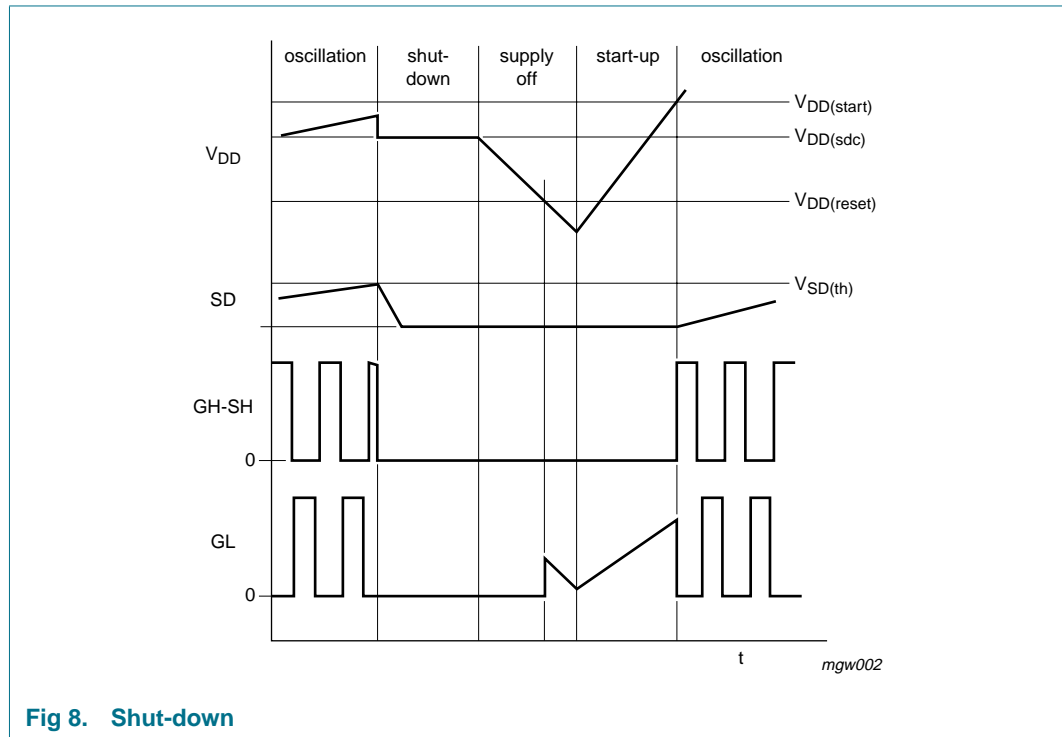 oscillation
shut-
down
supply
off
start-up
oscillation
VDD(start)
VDD(sdc)
VDD
VDD(reset)
VSD(th)
SD
GH-SH
0
GL
0
t
mgw002
Fig 8. Shut-down